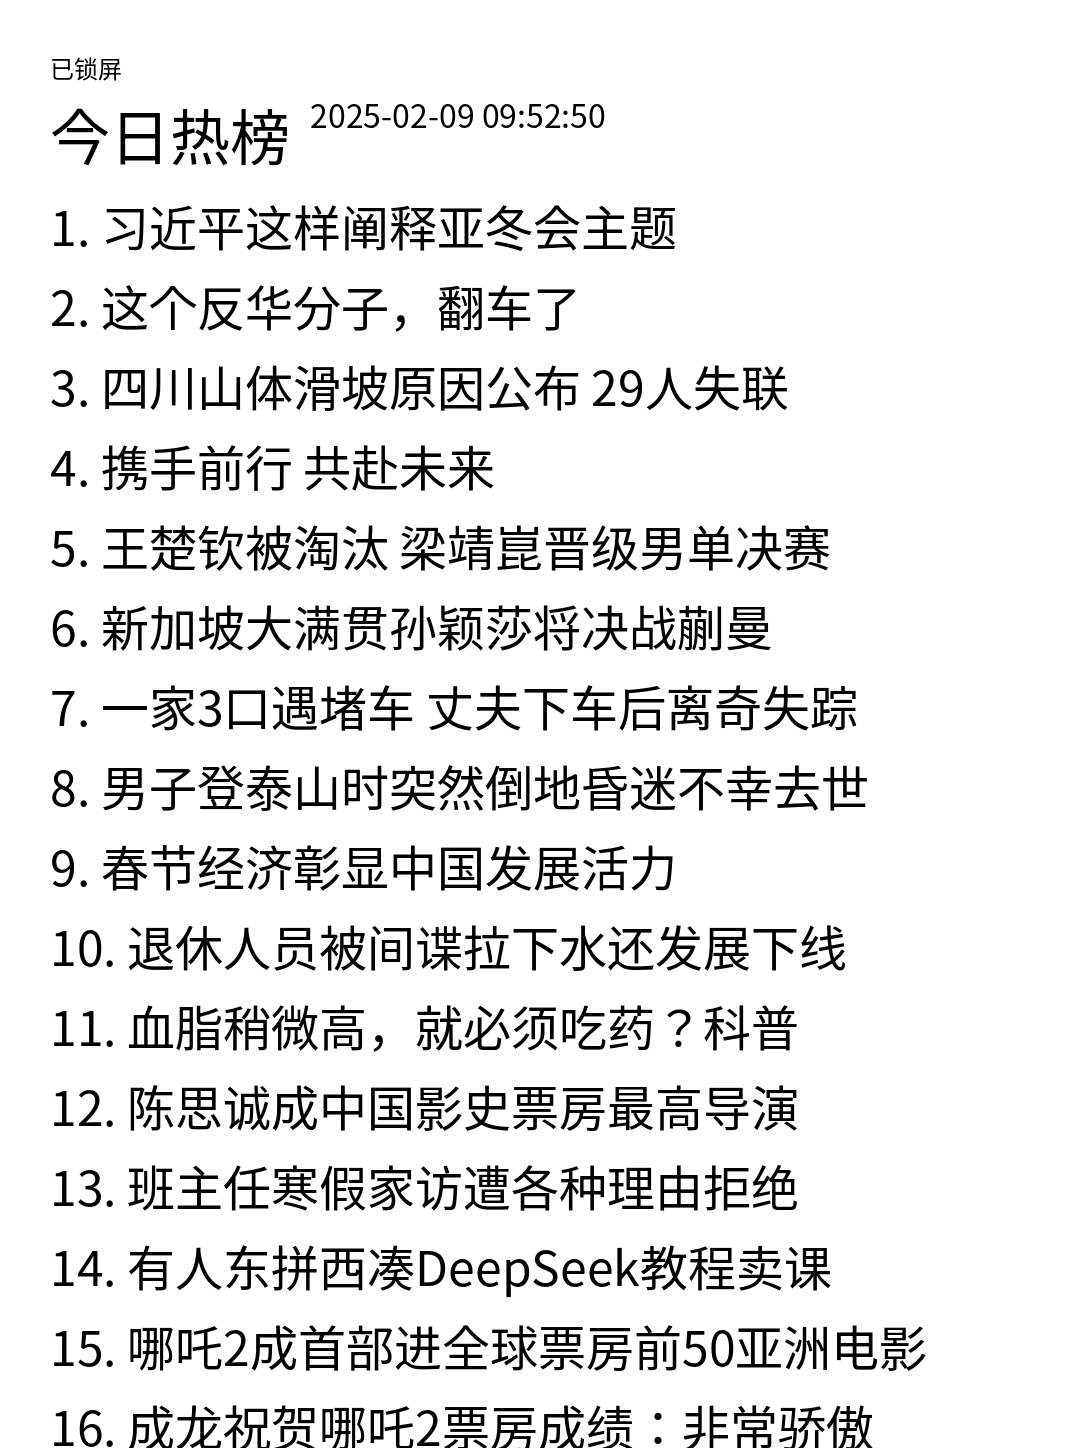 已锁屏
今日热榜 2025-02-09 09:52:50
1. 习近平这样阐释亚冬会主题
2. 这个反华分子，翻车了
3. 四川山体滑坡原因公布 29人失联
4. 携手前行 共赴未来
5. 王楚钦被淘汰 梁靖崑晋级男单决赛
6. 新加坡大满贯孙颖莎将决战蒯曼
7. 一家3口遇堵车 丈夫下车后离奇失踪
8. 男子登泰山时突然倒地昏迷不幸去世
9. 春节经济彰显中国发展活力
10. 退休人员被间谍拉下水还发展下线
11. 血脂稍微高，就必须吃药？科普
12. 陈思诚成中国影史票房最高导演
13. 班主任寒假家访遭各种理由拒绝
14. 有人东拼西凑DeepSeek教程卖课
15. 哪吒2成首部进全球票房前50亚洲电影
16. 成龙祝贺哪吒2票房成绩：非常骄傲